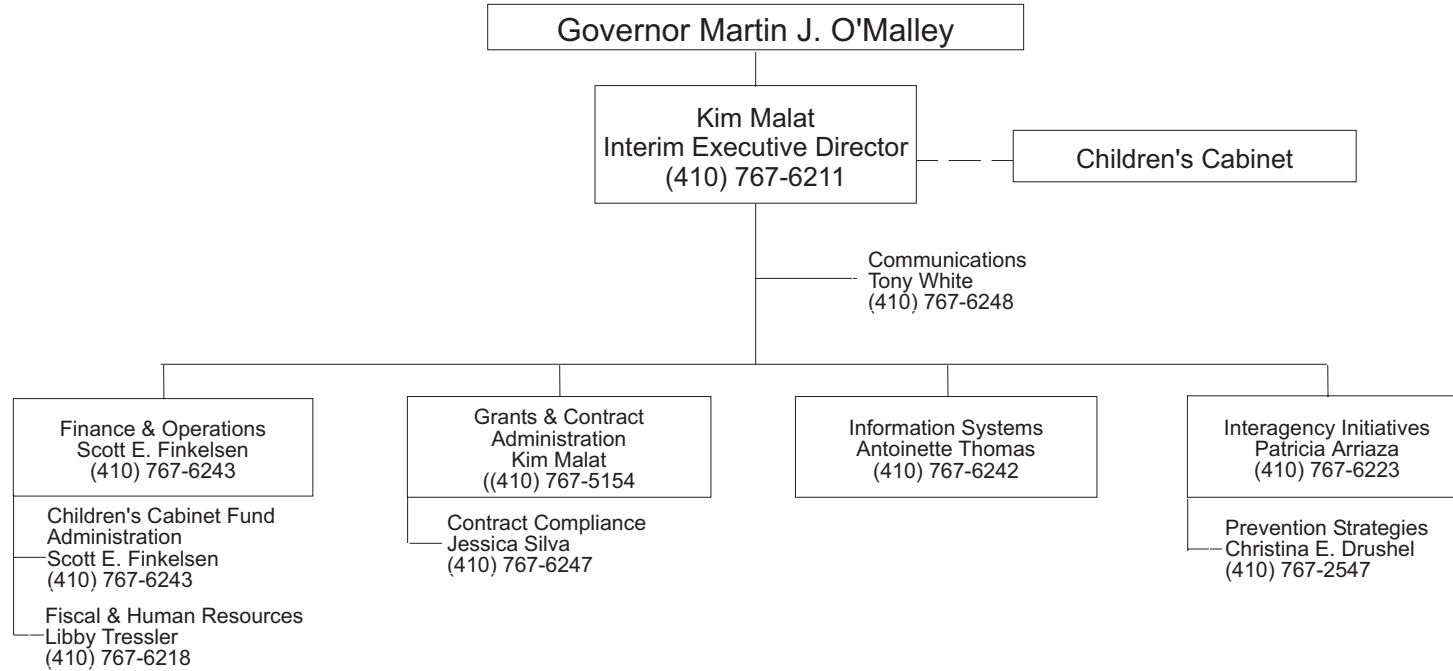 Governor Martin J. O'Malley
Kim Malat
Interim Executive Director
(410) 767-6211
Children's Cabinet
Communications
Tony White
(410) 767-6248
Finance & Operations
Scott E. Finkelsen
(410) 767-6243
Children's Cabinet Fund
Administration
Scott E. Finkelsen
(410) 767-6243
Fiscal & Human Resources
Libby Tressler
(410) 767-6218
Grants & Contract
Administration
Kim Malat
((410) 767-5154
Contract Compliance
Jessica Silva
(410) 767-6247
Information Systems
Antoinette Thomas
(410) 767-6242
Interagency Initiatives
Patricia Arriaza
(410) 767-6223
Prevention Strategies
Christina E. Drushel
(410) 767-2547